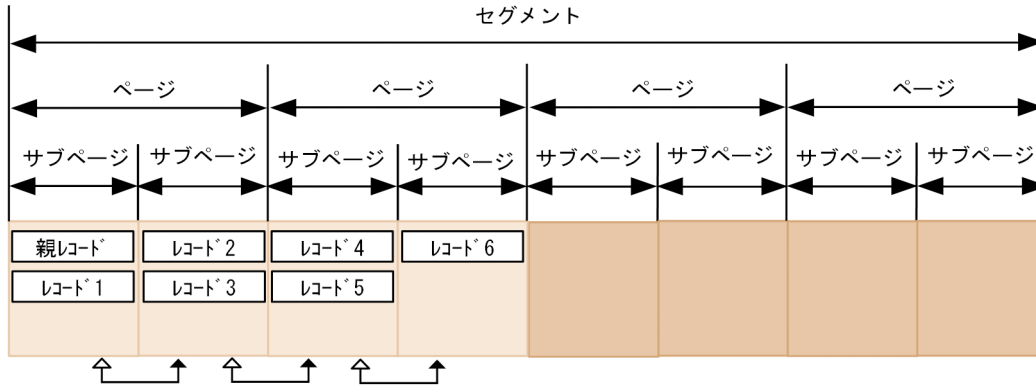 セグメント
ページ ページ ページ ページ
サブページ サブページ サブページ サブページ サブページ サブページ サブページ サブページ
親ﾚｺｰﾄﾞ ﾚｺｰﾄﾞ2 ﾚｺｰﾄﾞ4 ﾚｺｰﾄﾞ6
ﾚｺｰﾄﾞ1 ﾚｺｰﾄﾞ3 ﾚｺｰﾄﾞ5